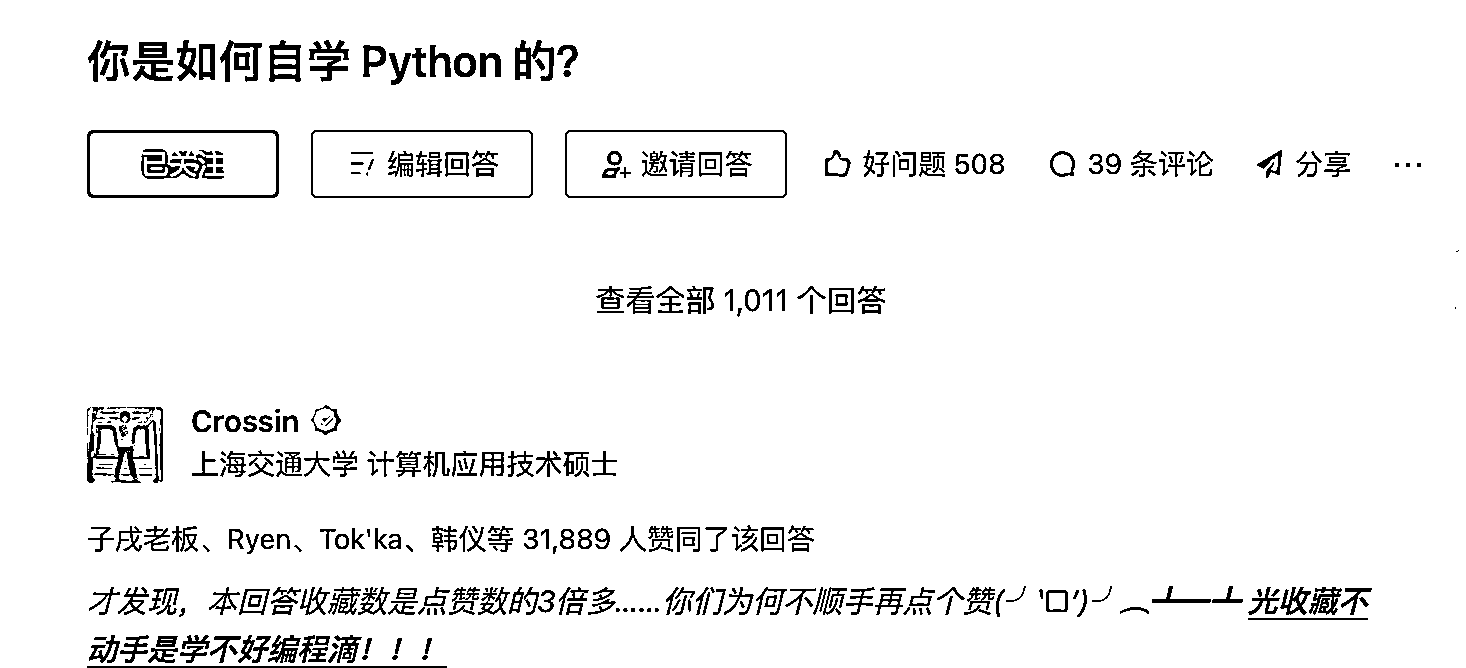 你是如何自学 Python 的?
已关注 编辑回答 邀请回答 好问题 508 39 条评论 分享 ...
查看全部 1,011 个回答
Crossin
上海交通大学 计算机应用技术硕士
子戌老板、Ryen、Tok'ka、韩仪等 31,889 人赞同了该回答
才发现，本回答收藏数是点赞数的3倍多……你们为何不顺手再点个赞(╯‵□′)╯︵┻━┻ 光收藏不
动手是学不好编程滴！！！